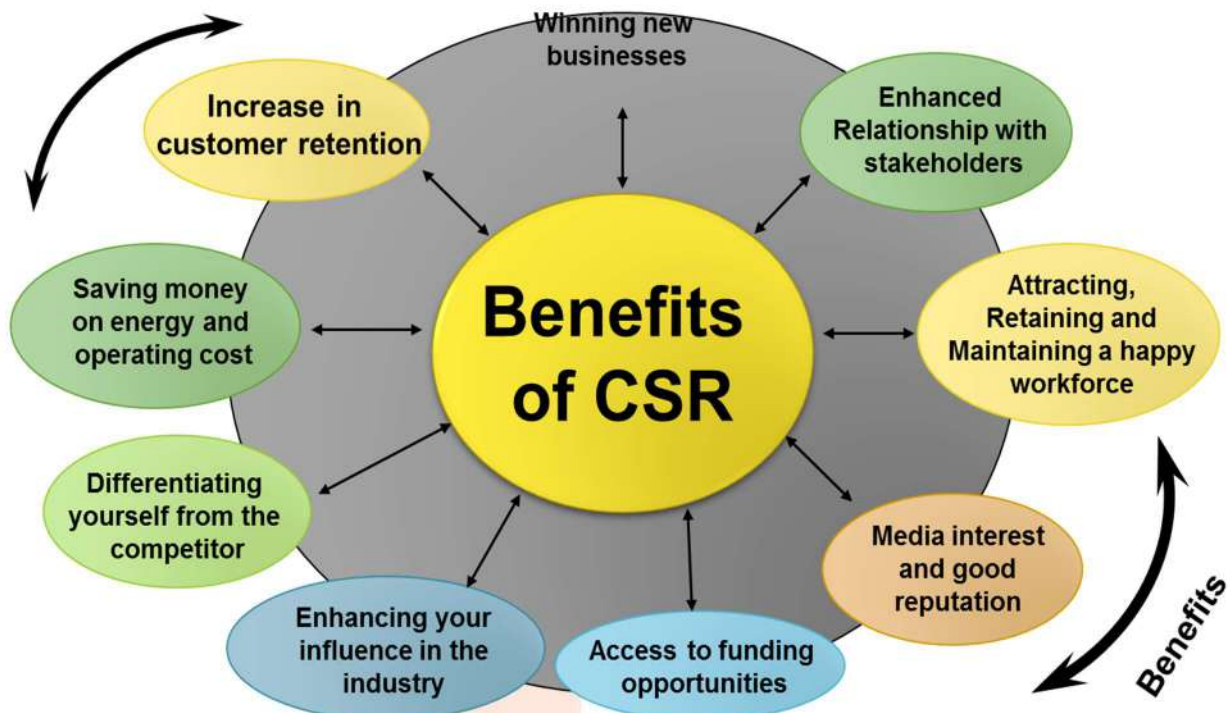 Winning new
businesses
Enhanced
Relationship with
stakeholders
Attracting,
Retaining and
Maintaining a happy
workforce
Media interest
and good
reputation
Access to funding
opportunities
Enhancing your
influence in the
industry
Differentiating
yourself from the
competitor
Saving money
on energy and
operating cost
Increase in
customer retention
Benefits
of CSR
Benefits